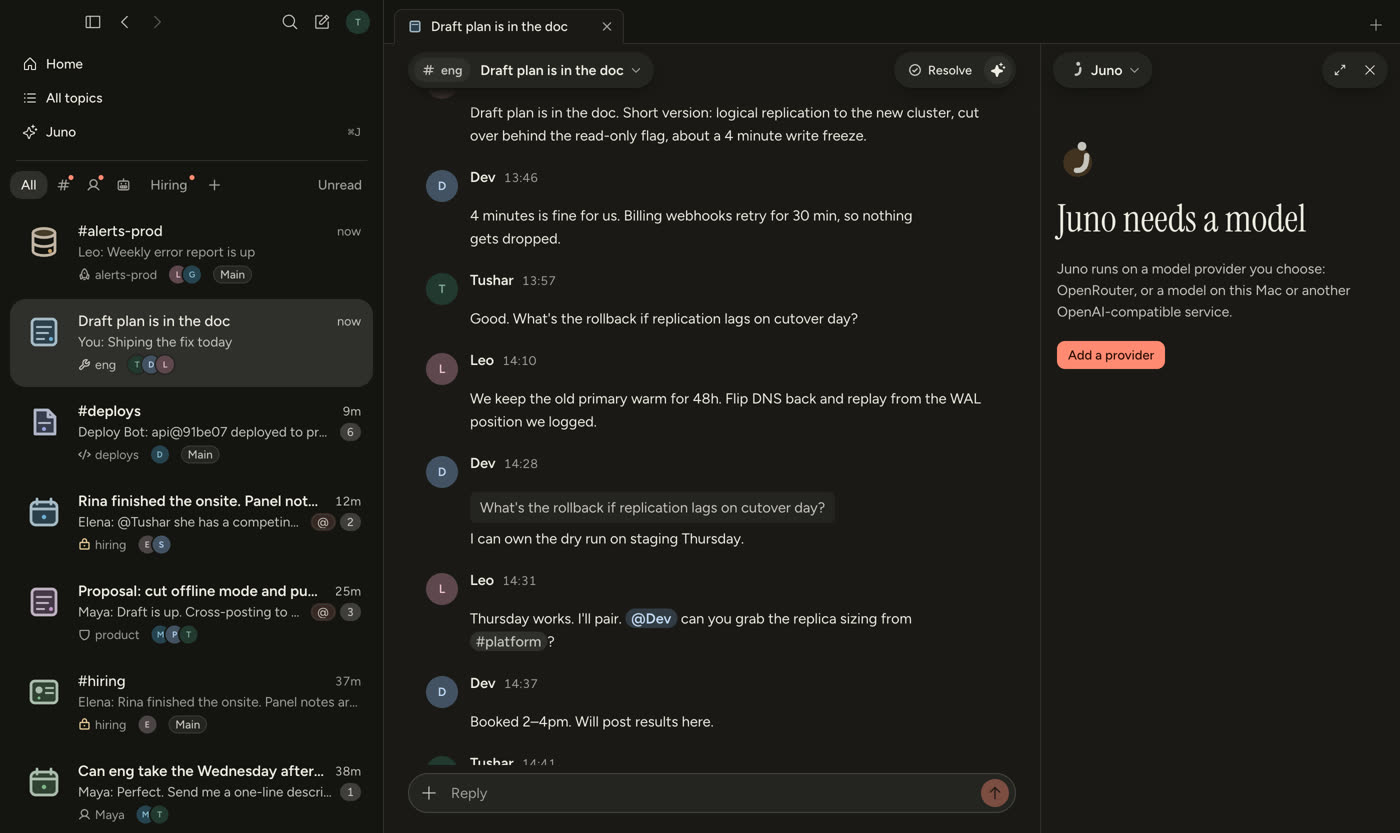 T
Home
All topics
Juno ⌘J
All # Hiring + Unread
#alerts-prod now
Leo: Weekly error report is up
alerts-prod L G Main
Draft plan is in the doc now
You: Shiping the fix today
eng T D L
#deploys 9m
Deploy Bot: api@91be07 deployed to pr... 6
deploys D Main
Rina finished the onsite. Panel not... 12m
Elena: @Tushar she has a competin... @ 2
hiring E S
Proposal: cut offline mode and pu... 25m
Maya: Draft is up. Cross-posting to ... @ 3
product M P T
#hiring 37m
Elena: Rina finished the onsite. Panel notes ar...
hiring E Main
Can eng take the Wednesday after... 38m
Maya: Perfect. Send me a one-line descri... 1
Maya M T
Draft plan is in the doc
# eng Draft plan is in the doc
Resolve
Draft plan is in the doc. Short version: logical replication to the new cluster, cut
over behind the read-only flag, about a 4 minute write freeze.
D Dev 13:46
4 minutes is fine for us. Billing webhooks retry for 30 min, so nothing
gets dropped.
T Tushar 13:57
Good. What's the rollback if replication lags on cutover day?
L Leo 14:10
We keep the old primary warm for 48h. Flip DNS back and replay from the WAL
position we logged.
D Dev 14:28
What's the rollback if replication lags on cutover day?
I can own the dry run on staging Thursday.
L Leo 14:31
Thursday works. I'll pair. @Dev can you grab the replica sizing from
#platform ?
D Dev 14:37
Booked 2–4pm. Will post results here.
Tushar 14:41
Reply
Juno
Juno needs a model
Juno runs on a model provider you choose:
OpenRouter, or a model on this Mac or another
OpenAI-compatible service.
Add a provider